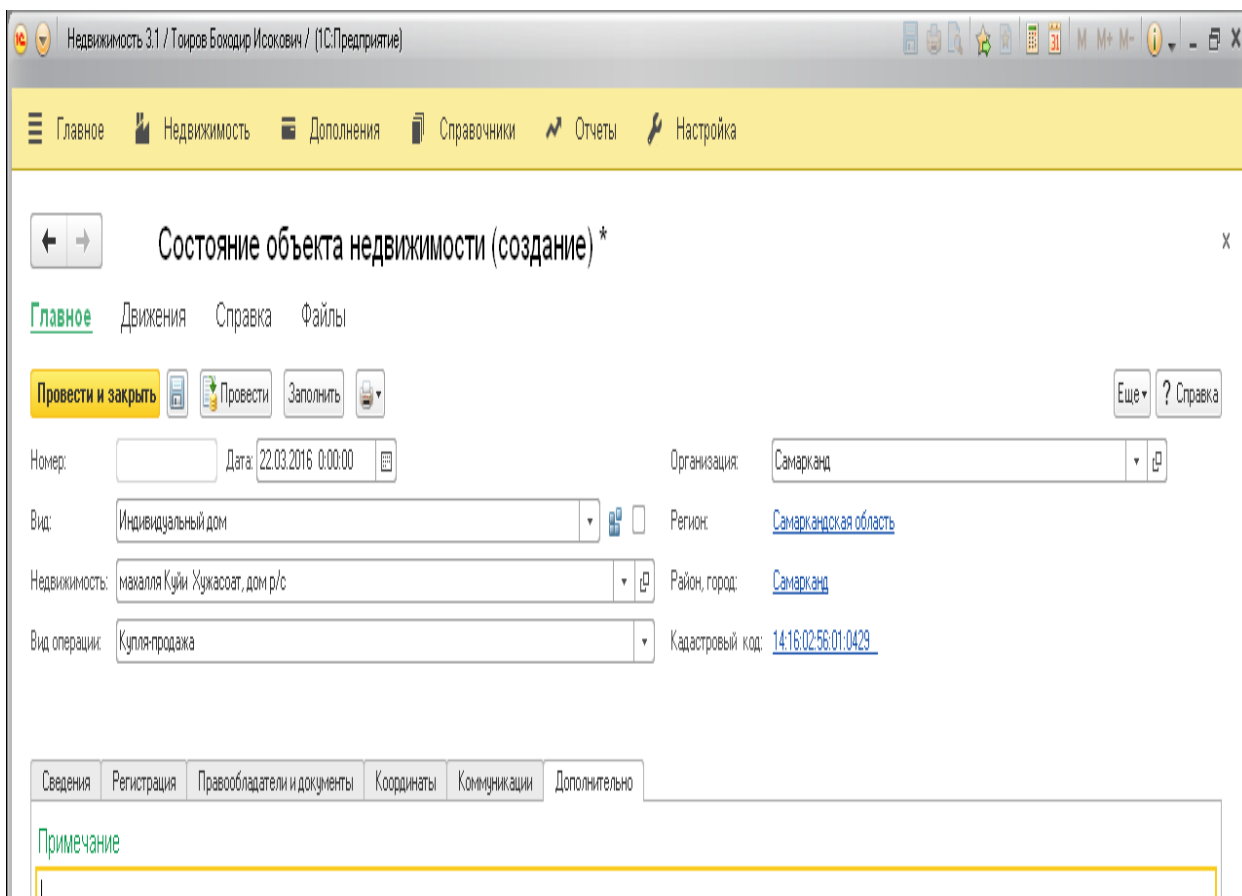 Недвижимость 3.1 / Тоиров Боходир Исокович / (1С:Предприятие)
M M+ M-
31
Главное Недвижимость Дополнения Справочники Отчеты Настройка
Состояние объекта недвижимости (создание) *
Главное Движения Справка Файлы
Провести и закрыть Провести Заполнить Еще ? Справка
Номер: Дата: 22.03.2016 0:00:00 Организация: Самарканд
Вид: Индивидуальный дом Регион: Самаркандская область
Недвижимость: махалля Куйи Хужасоат, дом р/с Район, город: Самарканд
Вид операции: Купля-продажа Кадастровый код: 14:16:02:56:01:0429
Сведения Регистрация Правообладатели и документы Координаты Коммуникации Дополнительно
Примечание